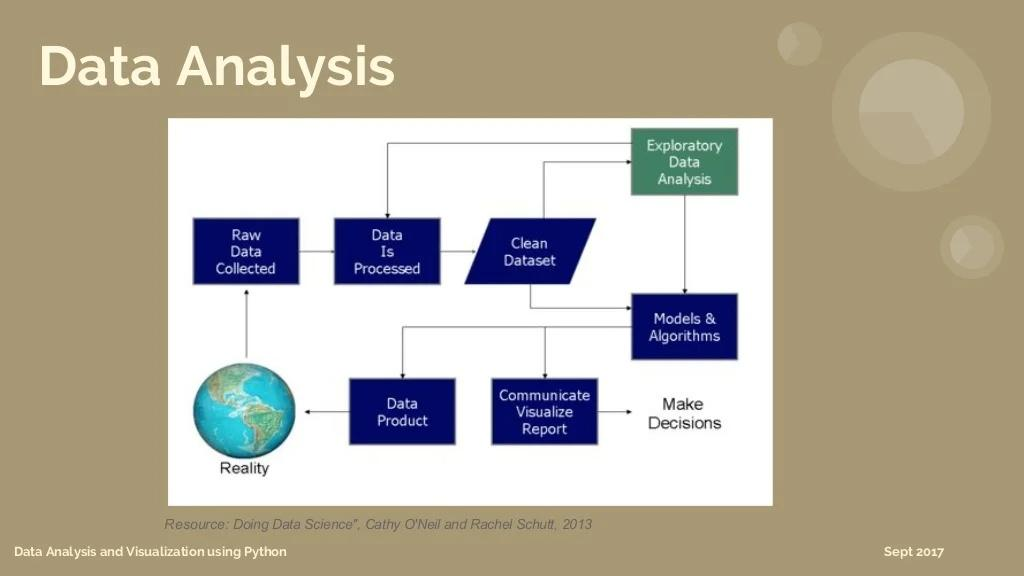 Data Analysis
Exploratory
Data
Analysis
Raw
Data
Collected
Data
Is
Processed
Clean
Dataset
Models &
Algorithms
Data
Product
Communicate
Visualize
Report
Make
Decisions
Reality
Resource: Doing Data Science", Cathy O'Neil and Rachel Schutt, 2013
Data Analysis and Visualization using Python
Sept 2017